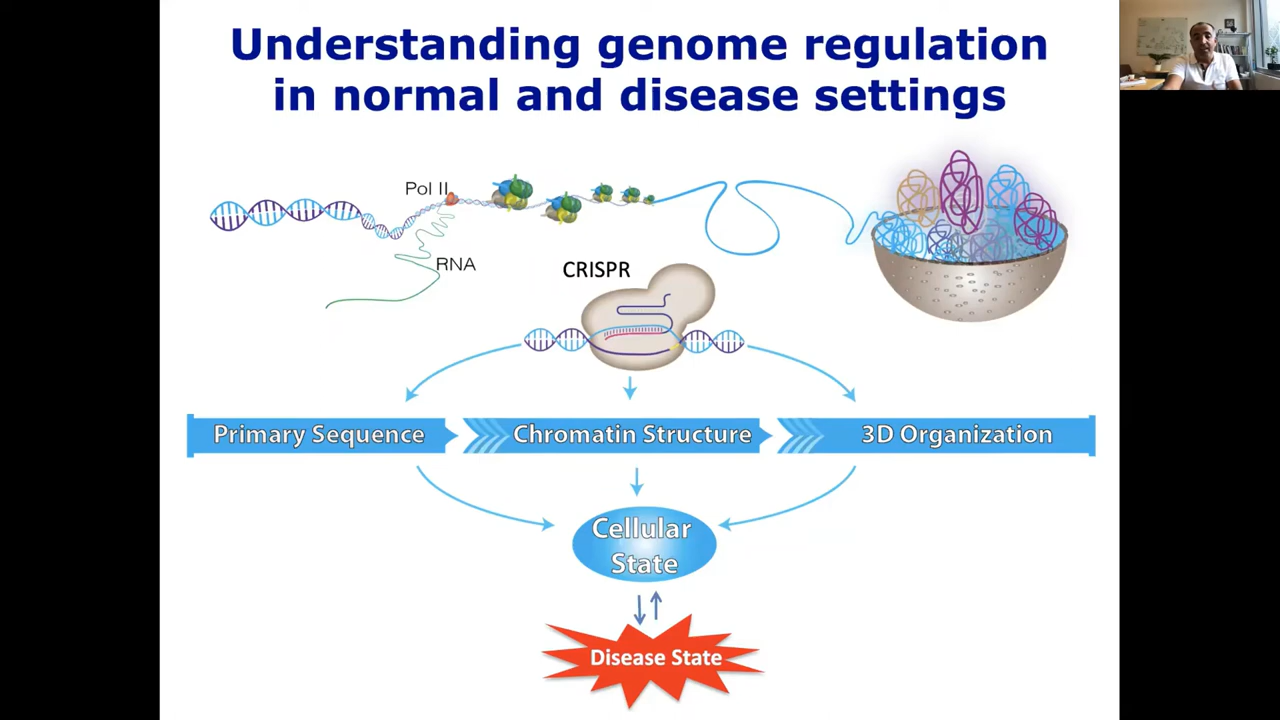 Understanding genome regulation
in normal and disease settings
Pol II
RNA
CRISPR
Primary Sequence
Chromatin Structure
3D Organization
Cellular
State
Disease State